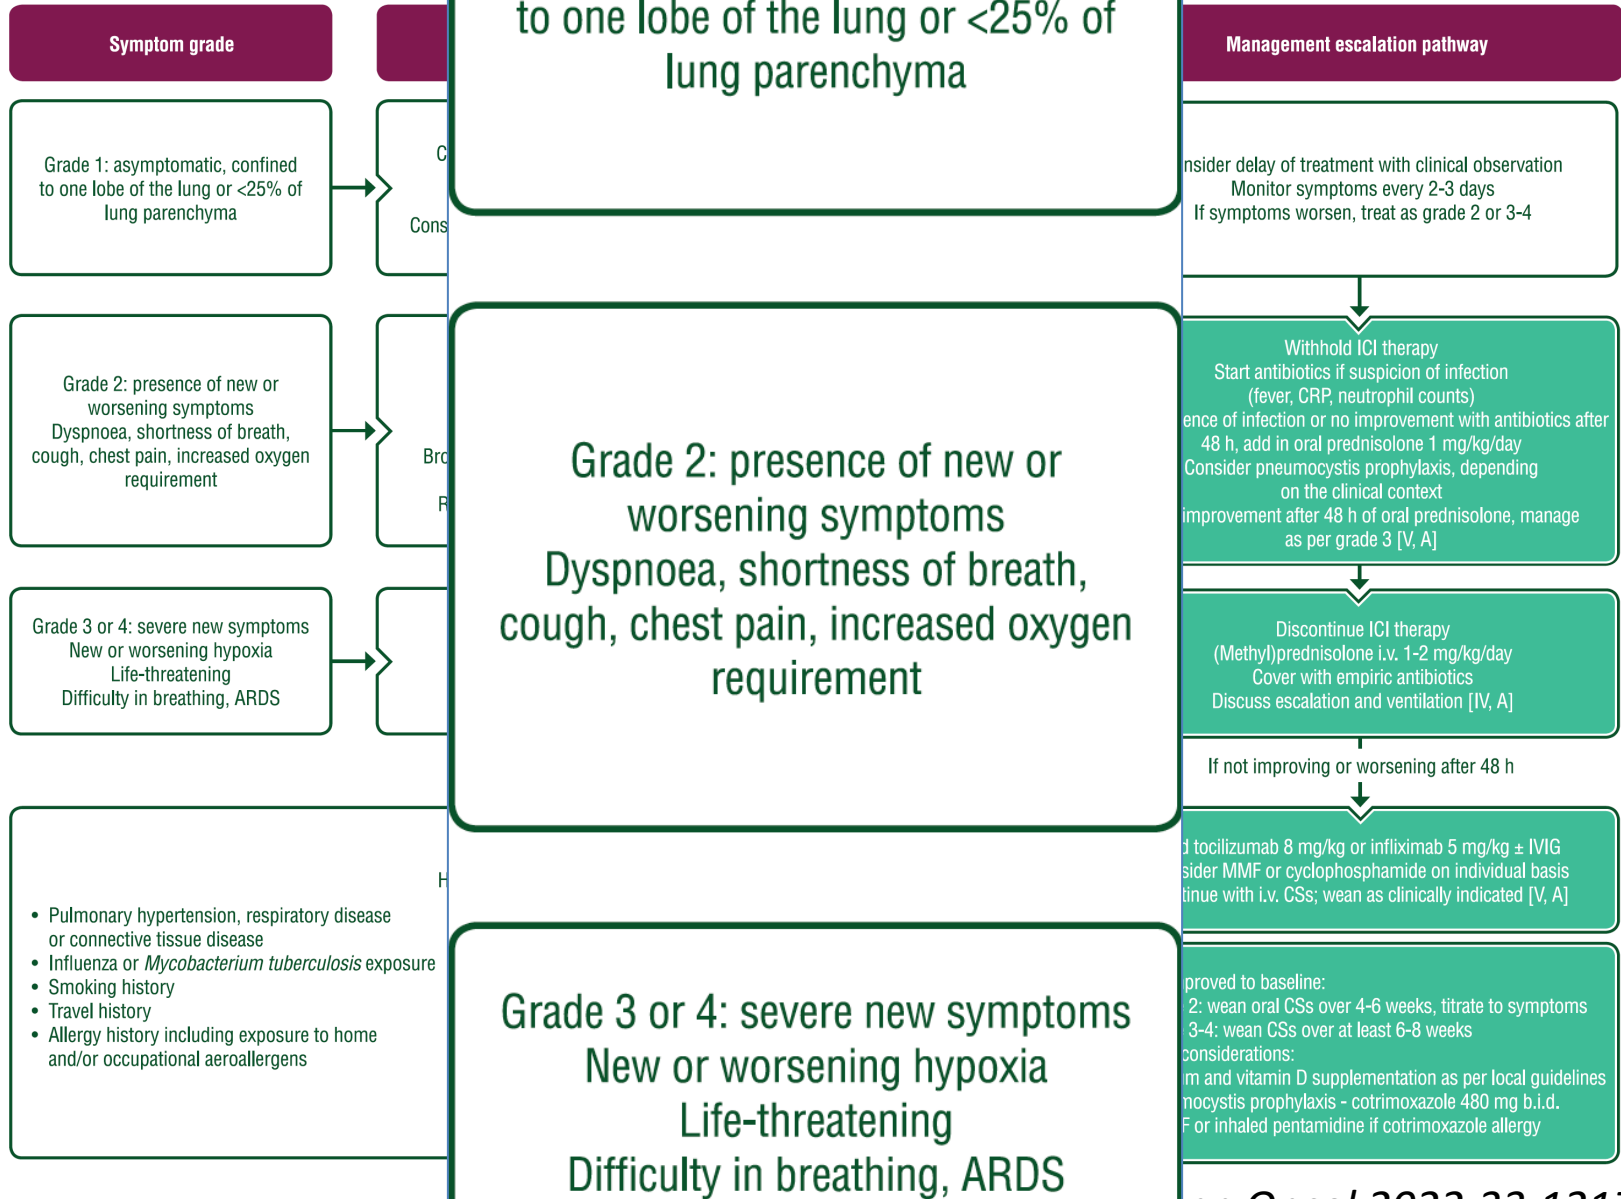 Symptom grade
Management escalation pathway
Grade 1: asymptomatic, confined
to one lobe of the lung or <25% of
lung parenchyma
Grade 2: presence of new or
worsening symptoms
Dyspnoea, shortness of breath,
cough, chest pain, increased oxygen
requirement
Grade 3 or 4: severe new symptoms
New or worsening hypoxia
Life-threatening
Difficulty in breathing, ARDS
• Pulmonary hypertension, respiratory disease
or connective tissue disease
• Influenza or Mycobacterium tuberculosis exposure
• Smoking history
• Travel history
• Allergy history including exposure to home
and/or occupational aeroallergens
C
Cons
Bro
R
H
to one lobe of the lung or <25% of
lung parenchyma
Grade 2: presence of new or
worsening symptoms
Dyspnoea, shortness of breath,
cough, chest pain, increased oxygen
requirement
Grade 3 or 4: severe new symptoms
New or worsening hypoxia
Life-threatening
Difficulty in breathing, ARDS
nsider delay of treatment with clinical observation
Monitor symptoms every 2-3 days
If symptoms worsen, treat as grade 2 or 3-4
Withhold ICI therapy
Start antibiotics if suspicion of infection
(fever, CRP, neutrophil counts)
ence of infection or no improvement with antibiotics after
48 h, add in oral prednisolone 1 mg/kg/day
Consider pneumocystis prophylaxis, depending
on the clinical context
improvement after 48 h of oral prednisolone, manage
as per grade 3 [V, A]
Discontinue ICI therapy
(Methyl)prednisolone i.v. 1-2 mg/kg/day
Cover with empiric antibiotics
Discuss escalation and ventilation [IV, A]
If not improving or worsening after 48 h
d tocilizumab 8 mg/kg or infliximab 5 mg/kg ± IVIG
sider MMF or cyclophosphamide on individual basis
tinue with i.v. CSs; wean as clinically indicated [V, A]
proved to baseline:
2: wean oral CSs over 4-6 weeks, titrate to symptoms
3-4: wean CSs over at least 6-8 weeks
considerations:
m and vitamin D supplementation as per local guidelines
mocystis prophylaxis - cotrimoxazole 480 mg b.i.d.
F or inhaled pentamidine if cotrimoxazole allergy